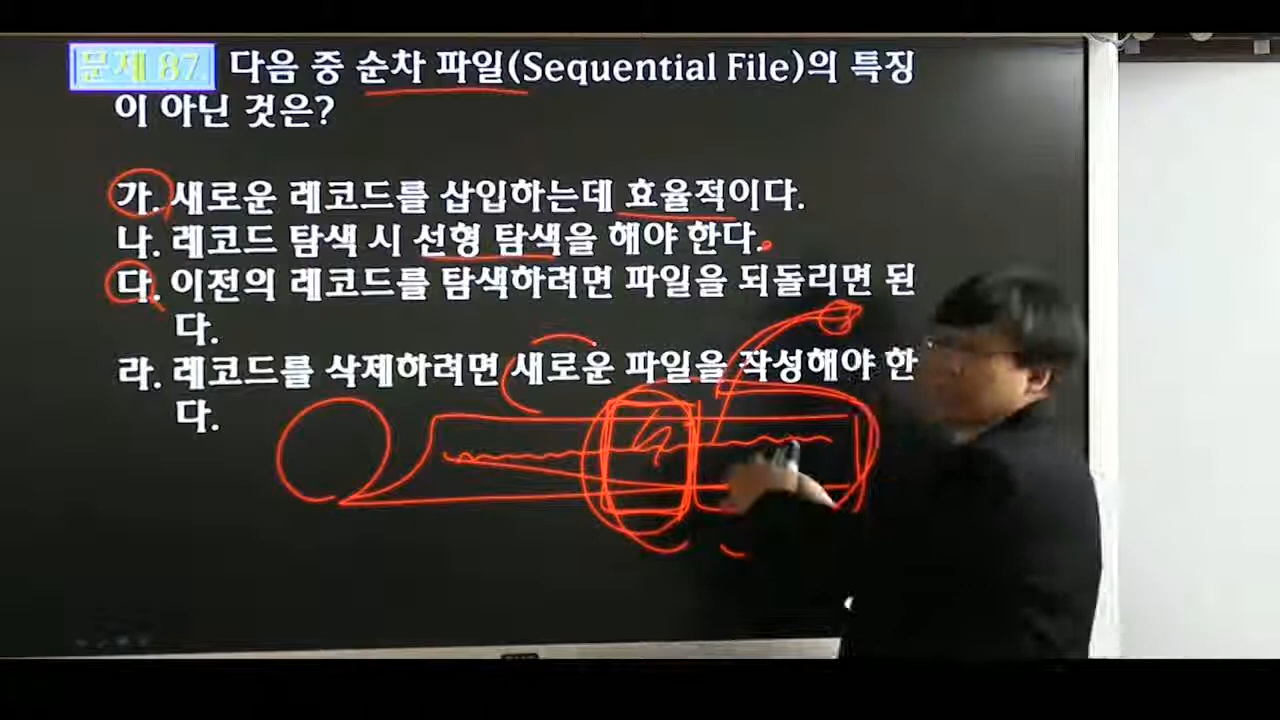 문제 87. 다음 중 순차 파일(Sequential File)의 특징
이 아닌 것은?
가. 새로운 레코드를 삽입하는데 효율적이다.
나. 레코드 탐색 시 선형 탐색을 해야 한다.
다. 이전의 레코드를 탐색하려면 파일을 되돌리면 된
다.
라. 레코드를 삭제하려면 새로운 파일을 작성해야 한
다.